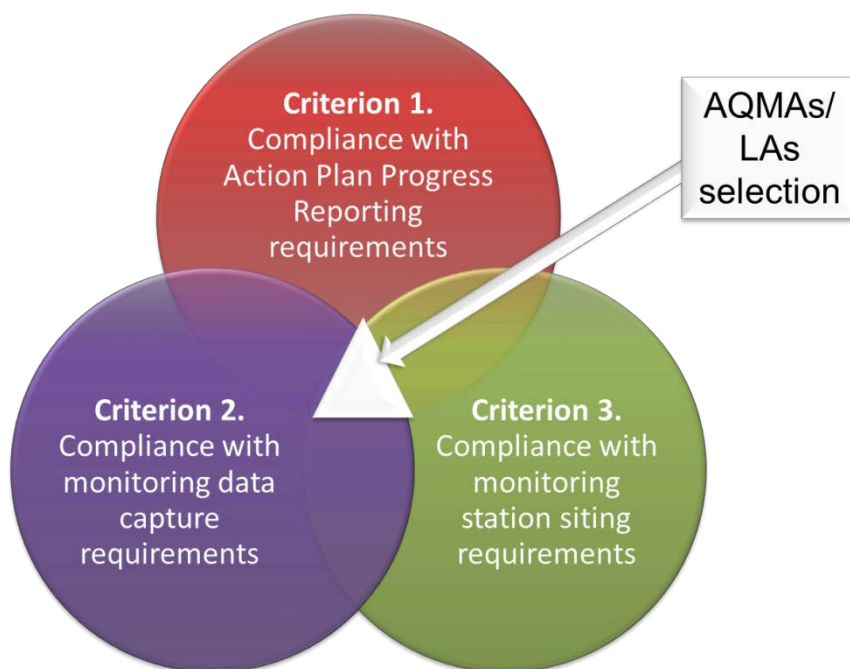 Criterion 1.
Compliance with
Action Plan Progress
Reporting
requirements
AQMAs/
LAs
selection
Criterion 2.
Compliance with
monitoring data
capture
requirements
Criterion 3.
Compliance with
monitoring
station siting
requirements